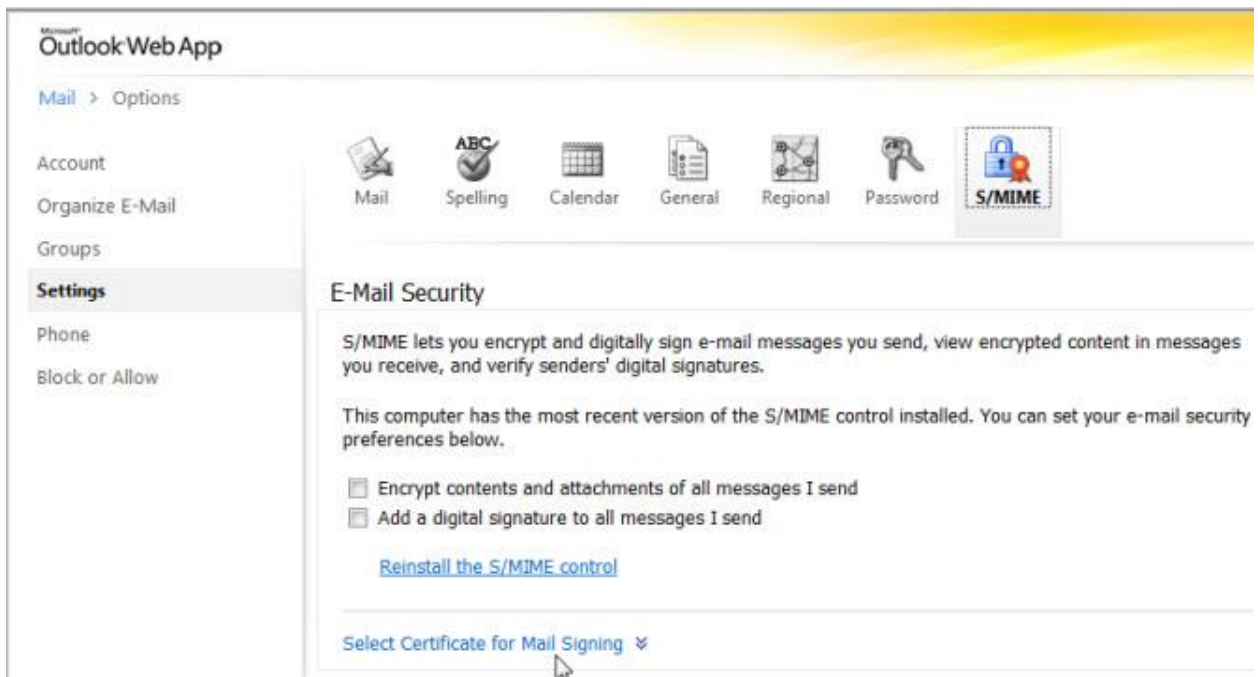 Microsoft
Outlook Web App
Mail > Options
Account
Organize E-Mail
Groups
Settings
Phone
Block or Allow
ABC
Mail
Spelling
Calendar
General
Regional
Password
S/MIME
E-Mail Security
S/MIME lets you encrypt and digitally sign e-mail messages you send, view encrypted content in messages
you receive, and verify senders' digital signatures.
This computer has the most recent version of the S/MIME control installed. You can set your e-mail security
preferences below.
Encrypt contents and attachments of all messages I send
Add a digital signature to all messages I send
Reinstall the S/MIME control
Select Certificate for Mail Signing